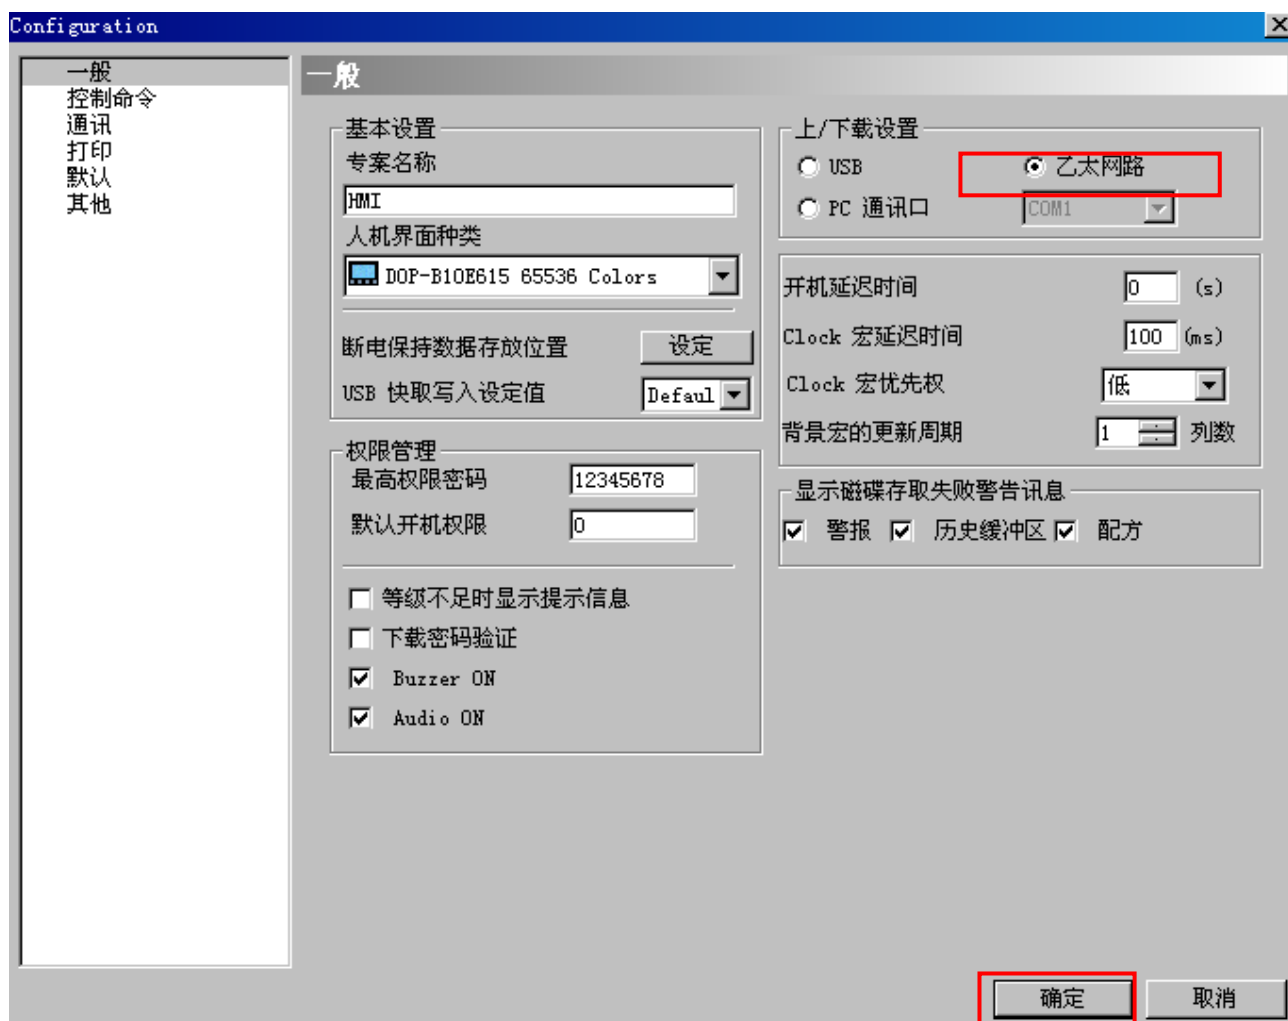 Configuration
一般
控制命令
通讯
打印
默认
其他
一般
基本设置
专案名称
HMI
人机界面种类
DOP-B10E615 65536 Colors
断电保持数据存放位置 设定
USB 快取写入设定值 Defaul
权限管理
最高权限密码 12345678
默认开机权限 0
等级不足时显示提示信息
下载密码验证
Buzzer ON
Audio ON
上/下载设置
USB 乙太网路
PC 通讯口 COM1
开机延迟时间 0 (s)
Clock 宏延迟时间 100 (ms)
Clock 宏优先权 低
背景宏的更新周期 1 列数
显示磁碟存取失败警告讯息
警报 历史缓冲区 配方
确定 取消